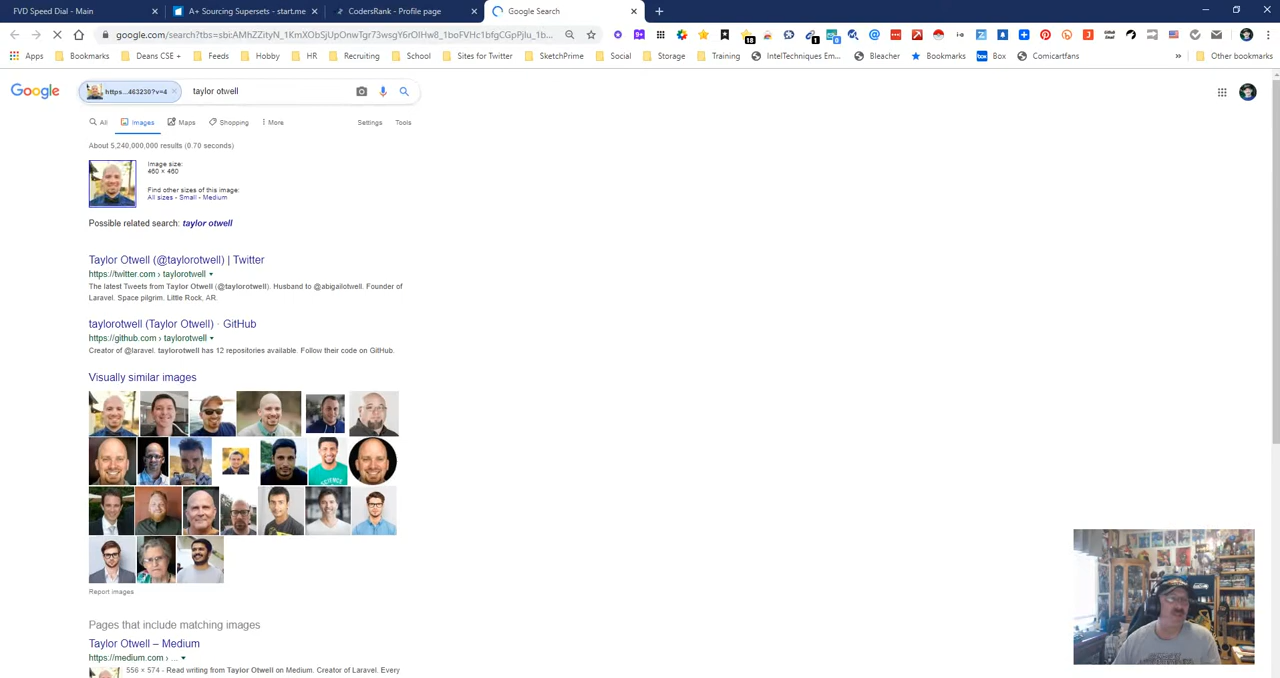 FVD Speed Dial - Main
A+ Sourcing Supersets - start.me
CodersRank - Profile page
Google Search
google.com/search?tbs=sbi:AMhZZityN_1KmXObSjUpOnwTgr73wsgY6rOIHw8_1boFVHc1bfgCGpPjIu_1b...
Apps
Bookmarks
Deans CSE +
Feeds
Hobby
HR
Recruiting
School
Sites for Twitter
SketchPrime
Social
Storage
Training
IntelTechniques Em...
Bleacher
Bookmarks
Box
Comicartfans
»
Other bookmarks
Google
https...463230?v=4
taylor otwell
All
Images
Maps
Shopping
More
Settings
Tools
About 5,240,000,000 results (0.70 seconds)
Image size:
460 × 460
Find other sizes of this image:
All sizes - Small - Medium
Possible related search: taylor otwell
Taylor Otwell (@taylorotwell) | Twitter
https://twitter.com › taylorotwell
The latest Tweets from Taylor Otwell (@taylorotwell). Husband to @abigailotwell. Founder of
Laravel. Space pilgrim. Little Rock, AR.
taylorotwell (Taylor Otwell) · GitHub
https://github.com › taylorotwell
Creator of @laravel. taylorotwell has 12 repositories available. Follow their code on GitHub.
Visually similar images
SCIENCE
Report images
Pages that include matching images
Taylor Otwell – Medium
https://medium.com › ...
556 × 574 - Read writing from Taylor Otwell on Medium. Creator of Laravel. Every